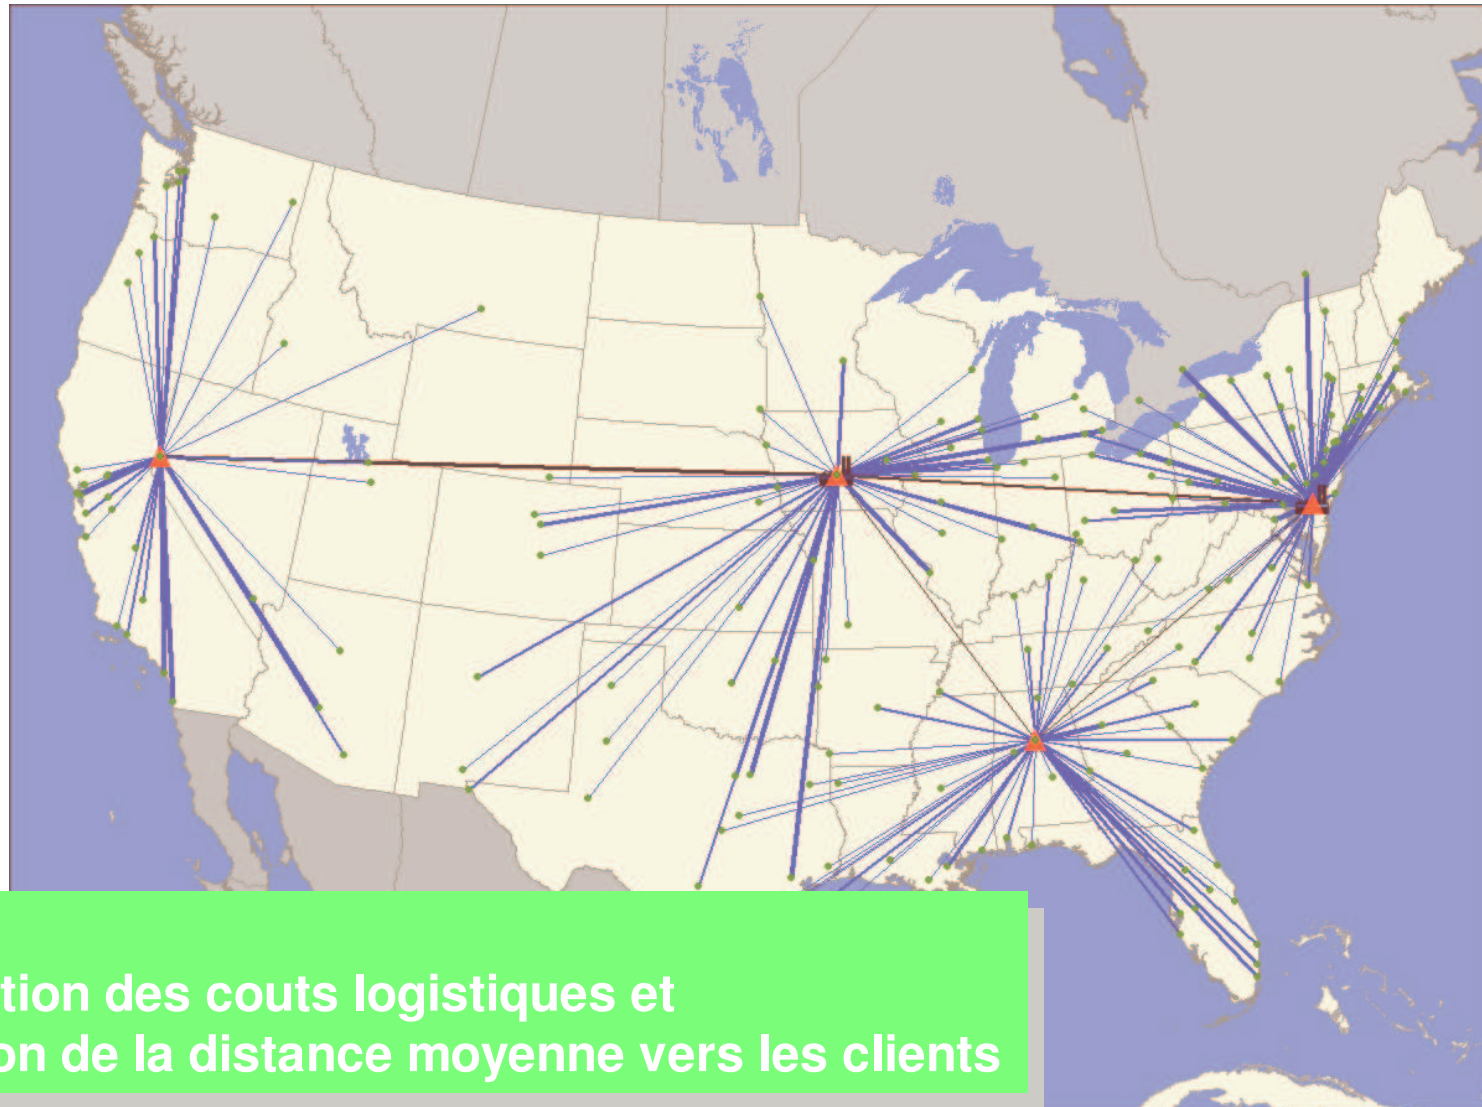 tion des couts logistiques et
on de la distance moyenne vers les clients